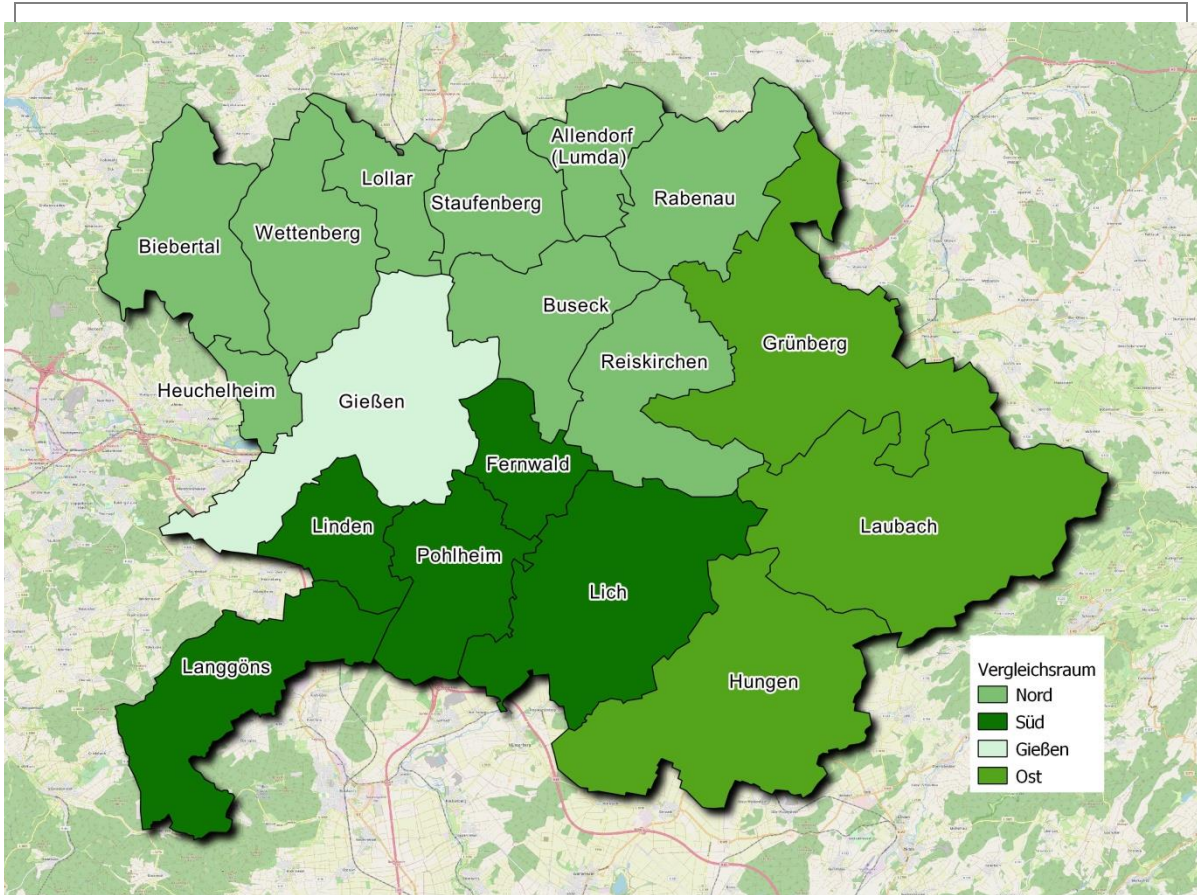 Allendorf
(Lumda)
Lollar
Staufenberg
Rabenau
Wettenberg
Biebertal
Buseck
Grünberg
Reiskirchen
Heuchelheim
Gießen
Fernwald
Linden
Laubach
Pohlheim
Lich
Langgöns
Hungen
Vergleichsraum
Nord
Süd
Gießen
Ost